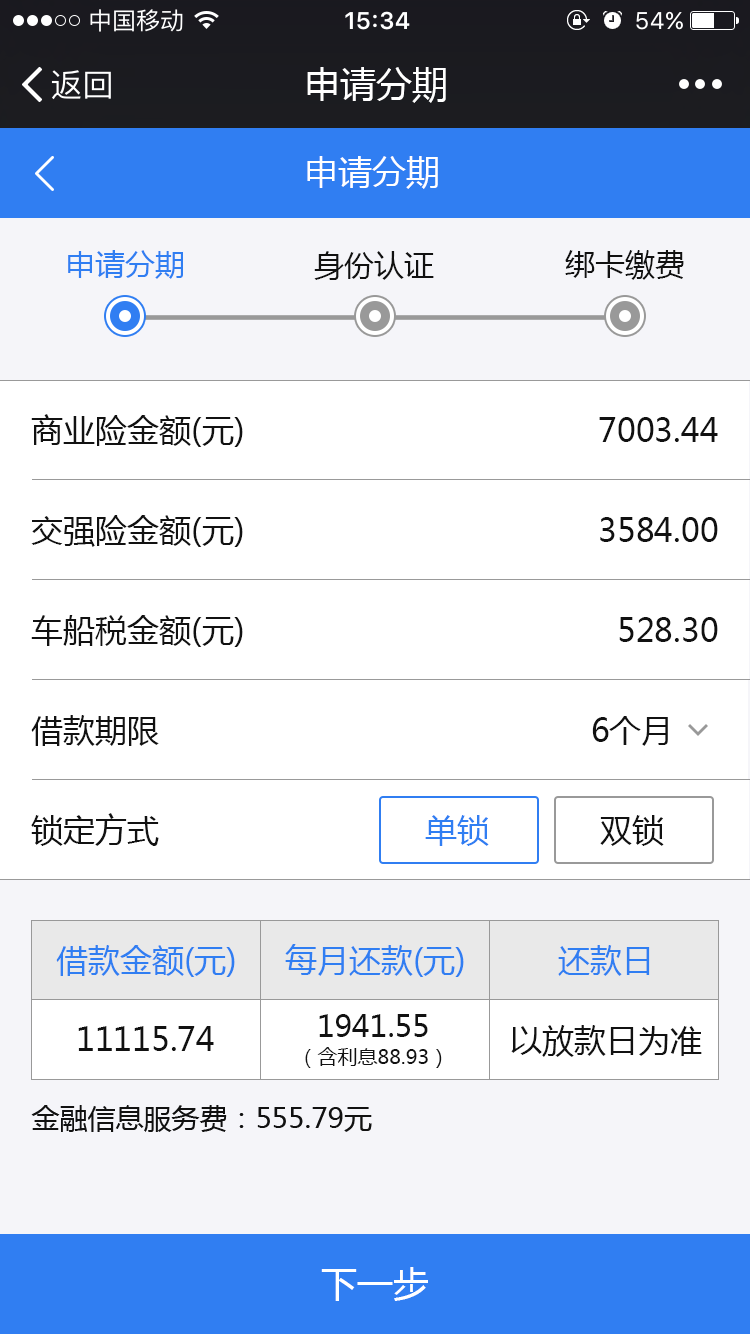 中国移动 15:34 54%
返回 申请分期
申请分期
申请分期 身份认证 绑卡缴费
商业险金额(元) 7003.44
交强险金额(元) 3584.00
车船税金额(元) 528.30
借款期限 6个月
锁定方式 单锁 双锁
借款金额(元) 每月还款(元) 还款日
11115.74 1941.55 以放款日为准
(含利息88.93)
金融信息服务费：555.79元
下一步